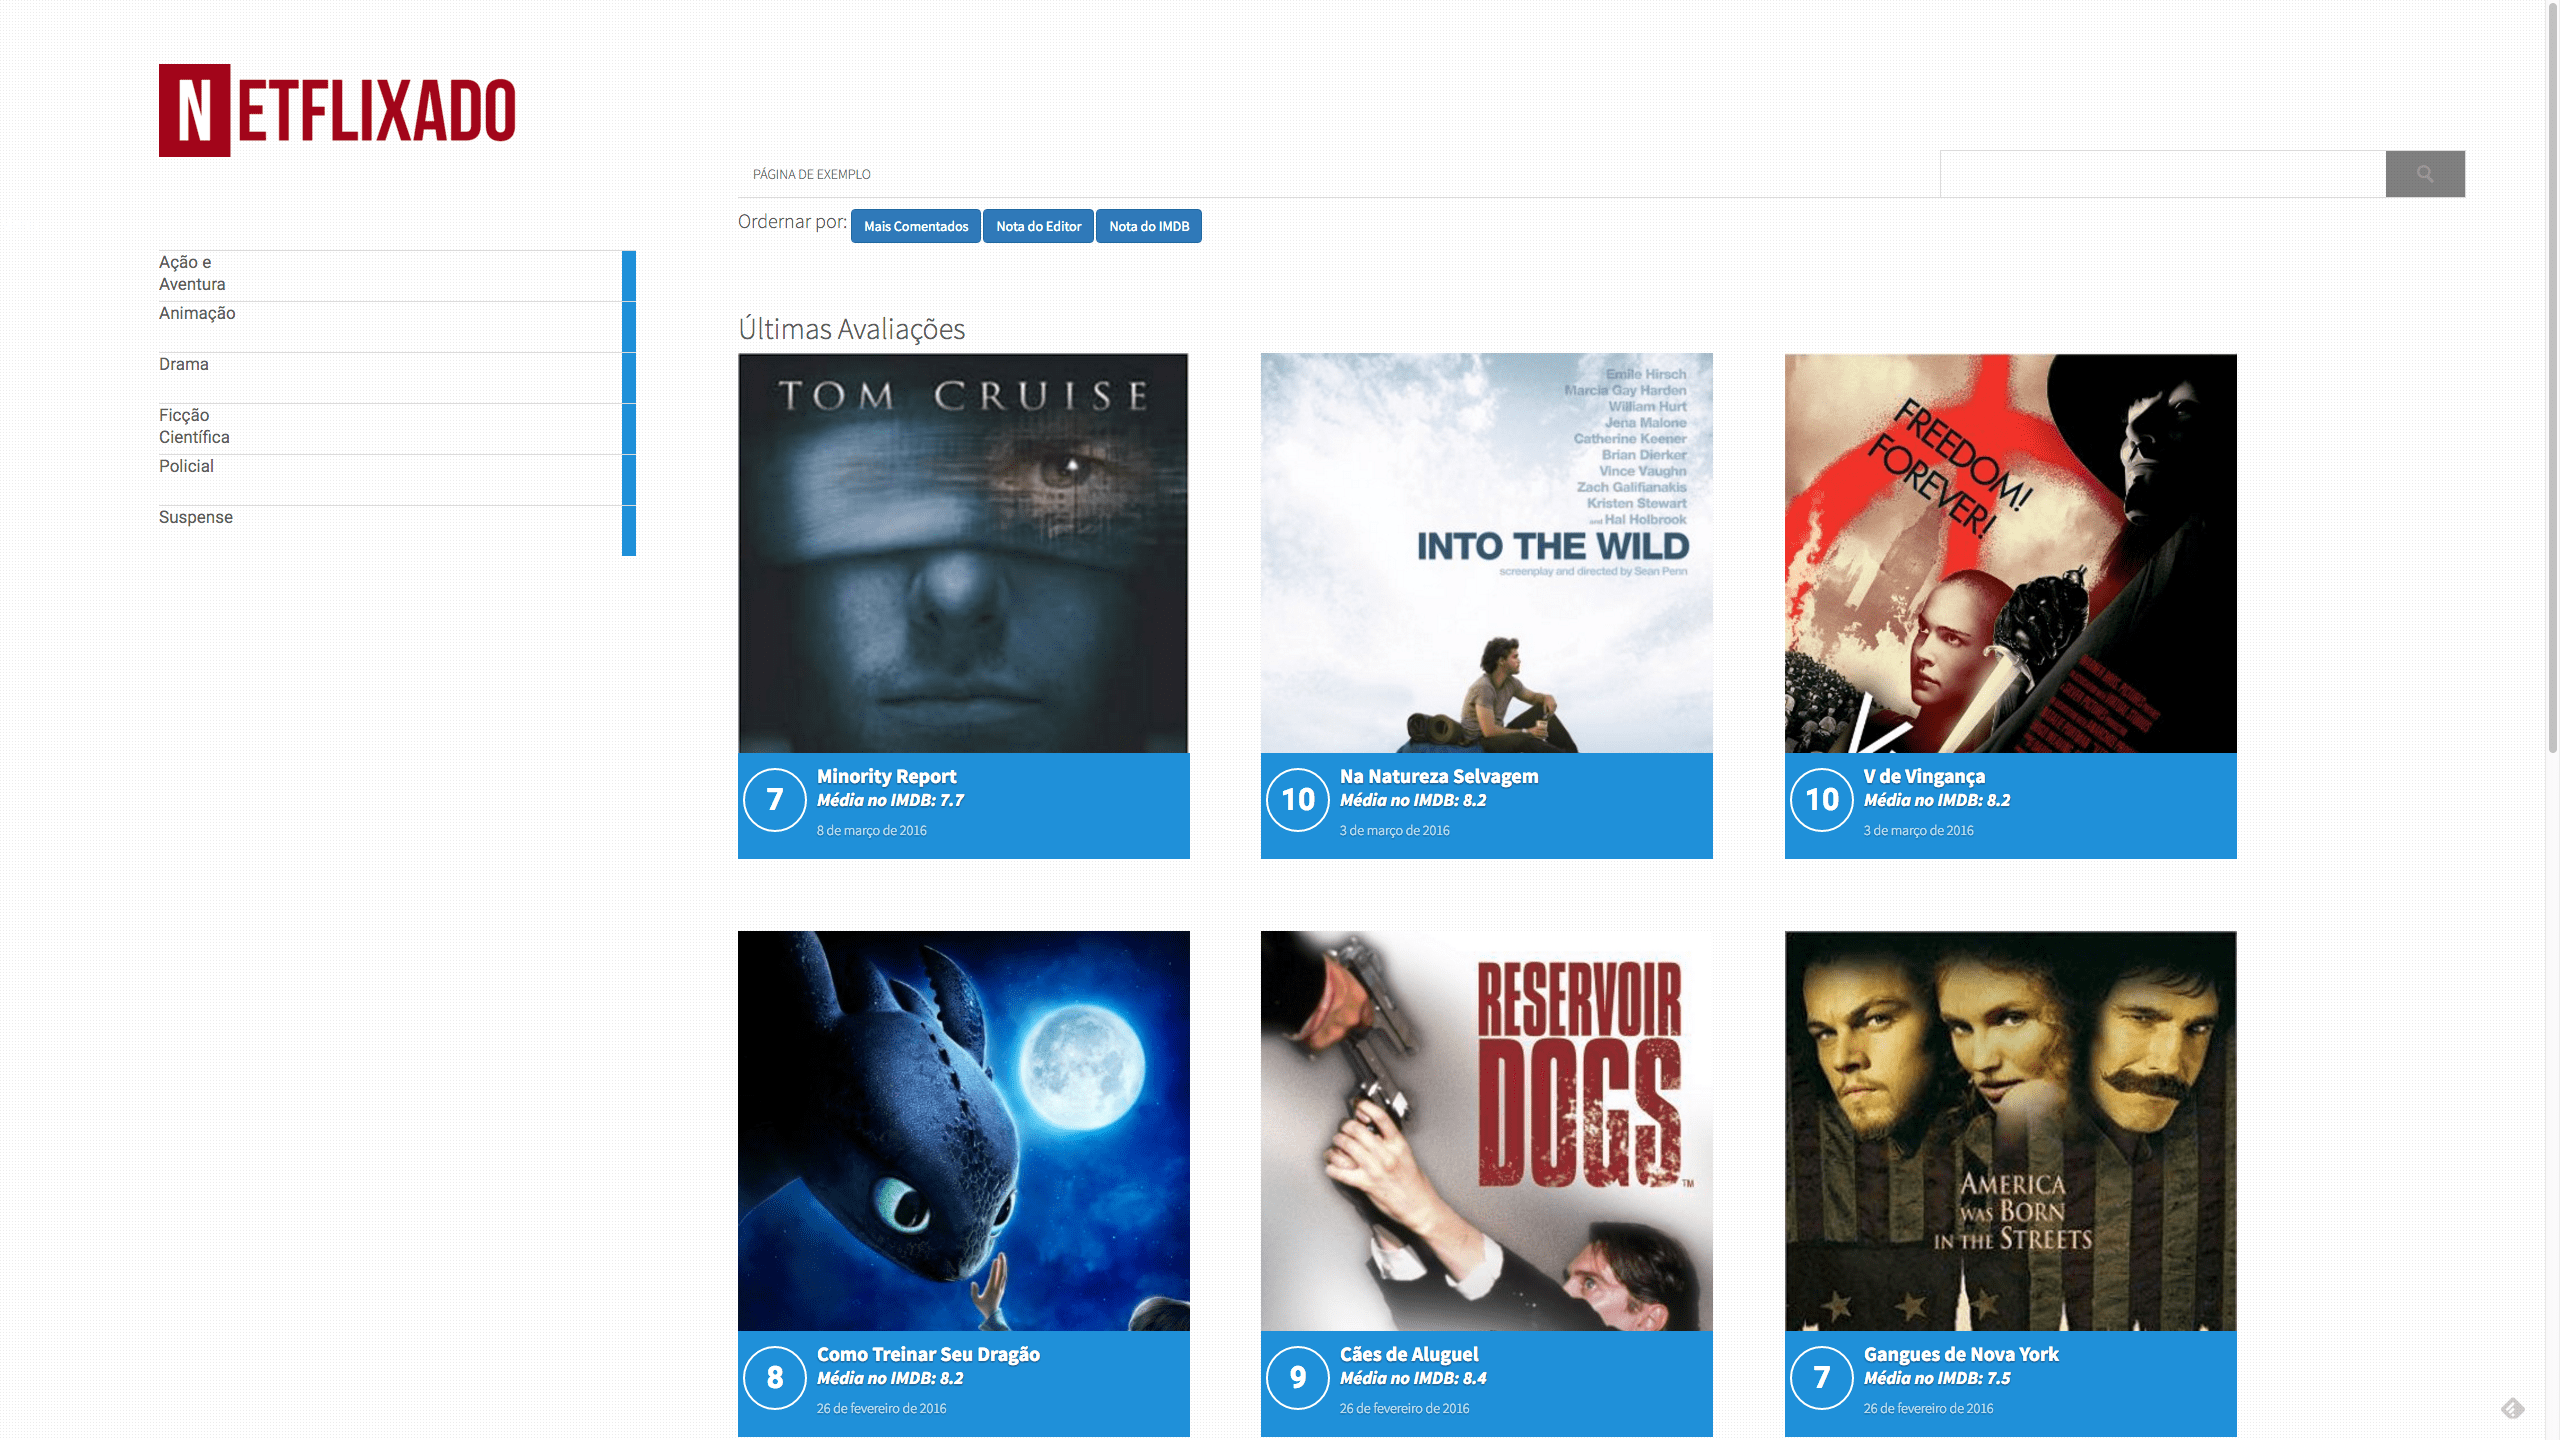 NETFLIXADO
PÁGINA DE EXEMPLO
Ordernar por: Mais Comentados Nota do Editor Nota do IMDB
Ação e
Aventura
Animação
Drama
Ficção
Científica
Policial
Suspense
Últimas Avaliações
TOM CRUISE
Emile Hirsch
Marcia Gay Harden
William Hurt
Jena Malone
Catherine Keener
Brian Dierker
Vince Vaughn
Zach Galifianakis
Kristen Stewart
and Hal Holbrook
INTO THE WILD
screenplay and directed by Sean Penn
FREEDOM!
FOREVER!
7 Minority Report
Média no IMDB: 7.7
8 de março de 2016
10 Na Natureza Selvagem
Média no IMDB: 8.2
3 de março de 2016
10 V de Vingança
Média no IMDB: 8.2
3 de março de 2016
RESERVOIR
DOGS™
AMERICA
WAS BORN
IN THE STREETS
8 Como Treinar Seu Dragão
Média no IMDB: 8.2
26 de fevereiro de 2016
9 Cães de Aluguel
Média no IMDB: 8.4
26 de fevereiro de 2016
7 Gangues de Nova York
Média no IMDB: 7.5
26 de fevereiro de 2016